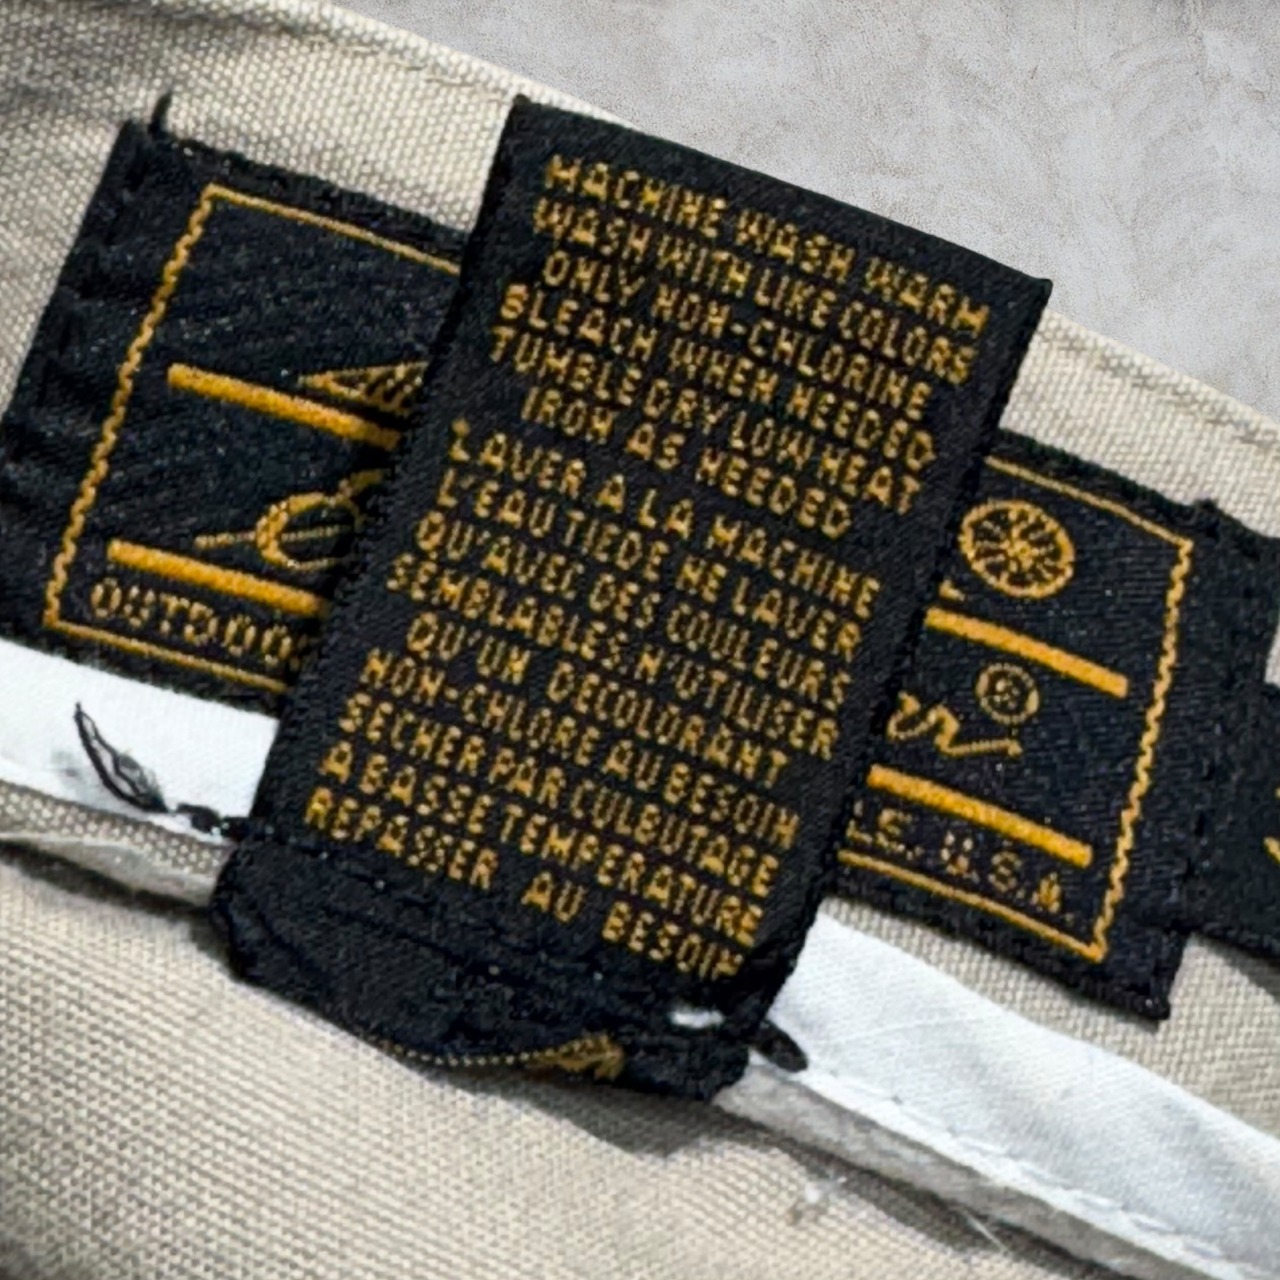 MACHINE WASH WARM
WASH WITH LIKE COLORS
ONLY NON-CHLORINE
BLEACH WHEN NEEDED
TUMBLE DRY LOW HEAT
IRON AS NEEDED
LAVER A LA MACHINE
L'EAU TIEDE NE LAVER
QU'AVEC DES COULEURS
SEMBLABLES. N'UTILISER
QU'UN DECOLORANT
NON-CHLORE AU BESOIN
SECHER PAR CULBUTAGE
A BASSE TEMPERATURE
REPASSER AU BESOIN
®
U.S.A.